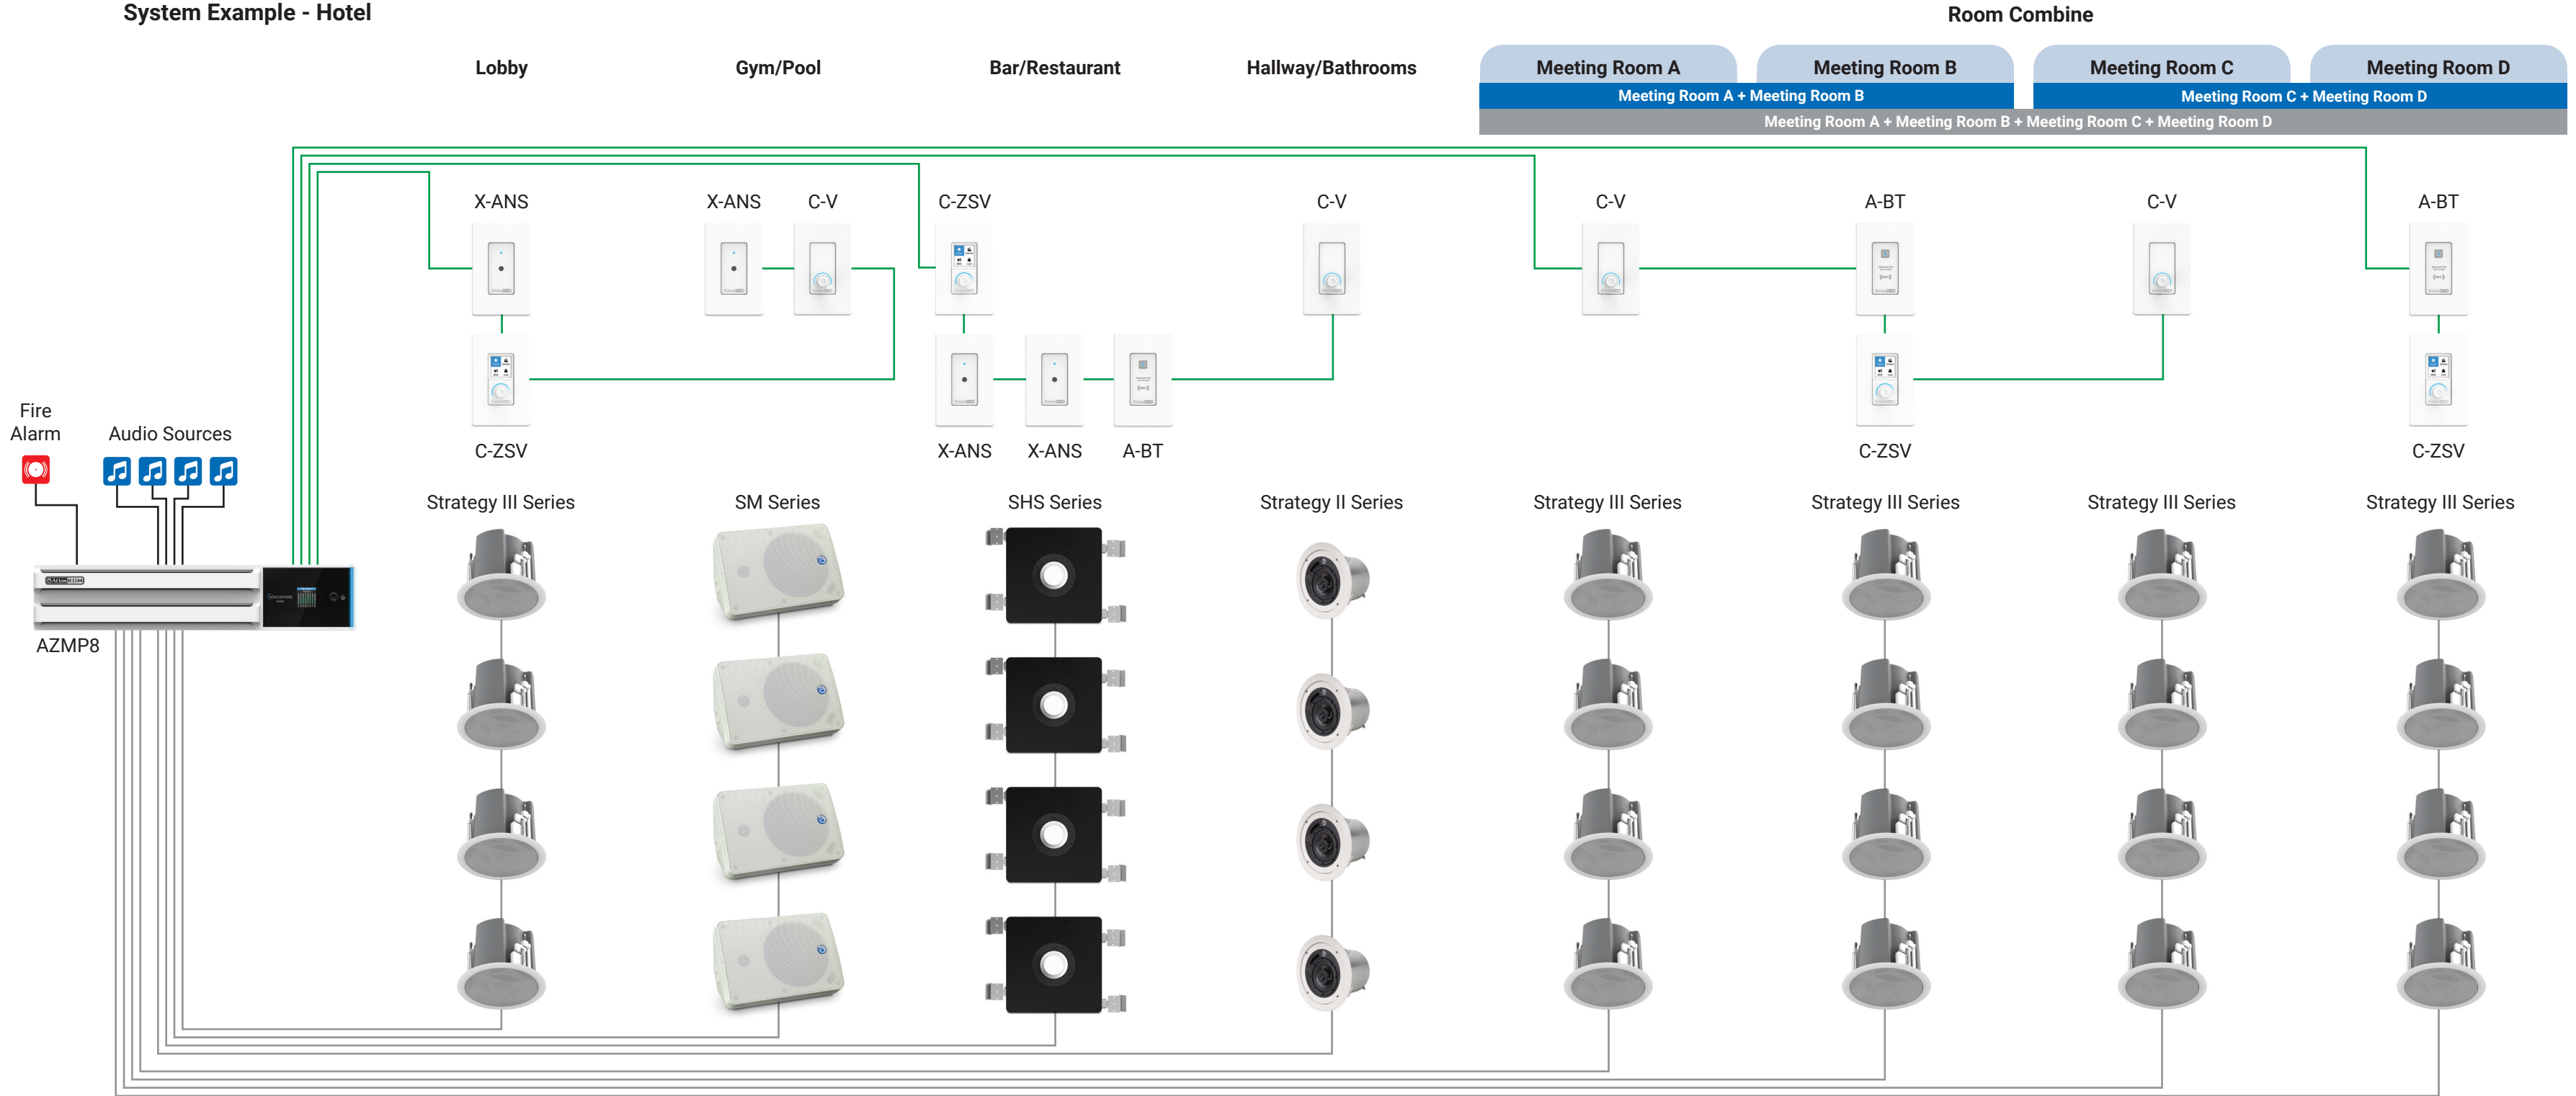 System Example - Hotel
Room Combine
Lobby
Gym/Pool
Bar/Restaurant
Hallway/Bathrooms
Meeting Room A
Meeting Room B
Meeting Room C
Meeting Room D
Meeting Room A + Meeting Room B
Meeting Room C + Meeting Room D
Meeting Room A + Meeting Room B + Meeting Room C + Meeting Room D
X-ANS
X-ANS
C-V
C-ZSV
C-V
C-V
A-BT
C-V
A-BT
C-ZSV
X-ANS
X-ANS
A-BT
C-ZSV
C-ZSV
Fire
Alarm
Audio Sources
Strategy III Series
SM Series
SHS Series
Strategy II Series
Strategy III Series
Strategy III Series
Strategy III Series
Strategy III Series
AtlasIED
AZMP8